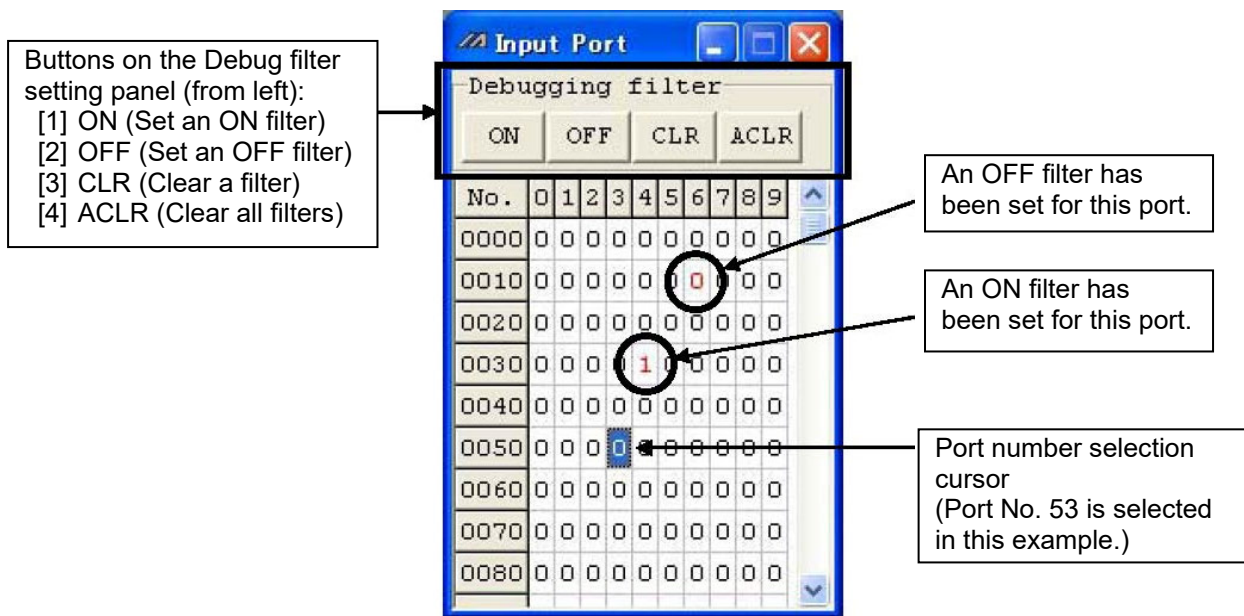 Input Port
Buttons on the Debug filter
setting panel (from left):
[1] ON (Set an ON filter)
[2] OFF (Set an OFF filter)
[3] CLR (Clear a filter)
[4] ACLR (Clear all filters)
Debugging filter
ON OFF CLR ACLR
An OFF filter has
been set for this port.
No. 0 1 2 3 4 5 6 7 8 9
0000 0 0 0 0 0 0 0 0 0 0
0010 0 0 0 0 0 0 0 0 0 0
An ON filter has
been set for this port.
0020 0 0 0 0 0 0 0 0 0 0
0030 0 0 0 0 1 0 0 0 0 0
0040 0 0 0 0 0 0 0 0 0 0
0050 0 0 0 0 0 0 0 0 0 0
Port number selection
cursor
(Port No. 53 is selected
in this example.)
0060 0 0 0 0 0 0 0 0 0 0
0070 0 0 0 0 0 0 0 0 0 0
0080 0 0 0 0 0 0 0 0 0 0